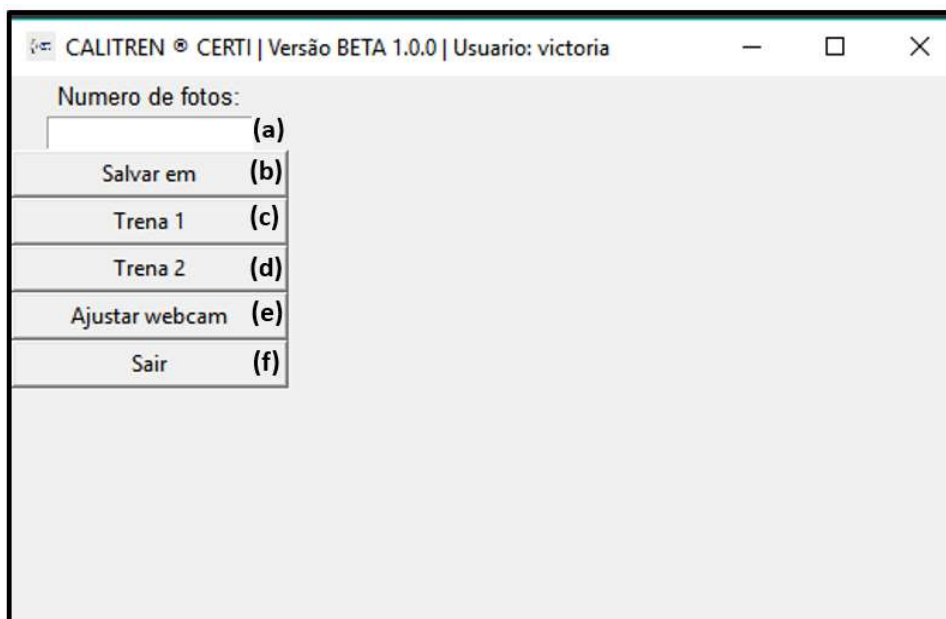 CALITREN ® CERTI | Versão BETA 1.0.0 | Usuario: victoria
Numero de fotos:
(a)
Salvar em (b)
Trena 1 (c)
Trena 2 (d)
Ajustar webcam (e)
Sair (f)